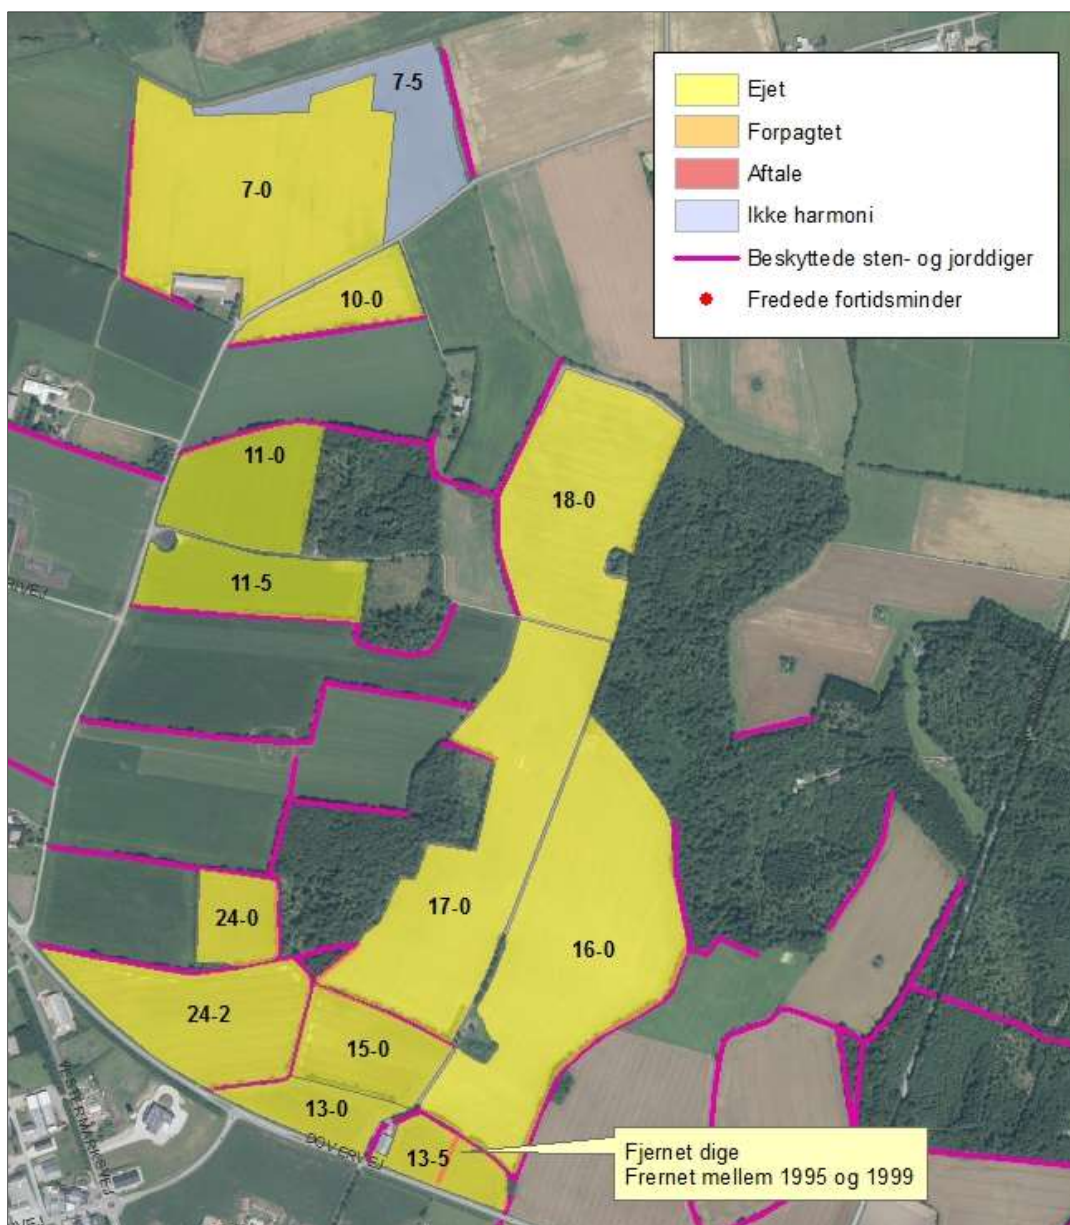 7-5
Ejet
Forpagtet
Aftale
Ikke harmoni
Beskyttede sten- og jorddiger
Fredede fortidsminder
7-0
10-0
11-0
18-0
11-5
17-0
24-0
16-0
24-2
15-0
13-0
13-5
VESTERMARKSVEJ
DOVERVEJ
Fjernet dige
Frernet mellem 1995 og 1999